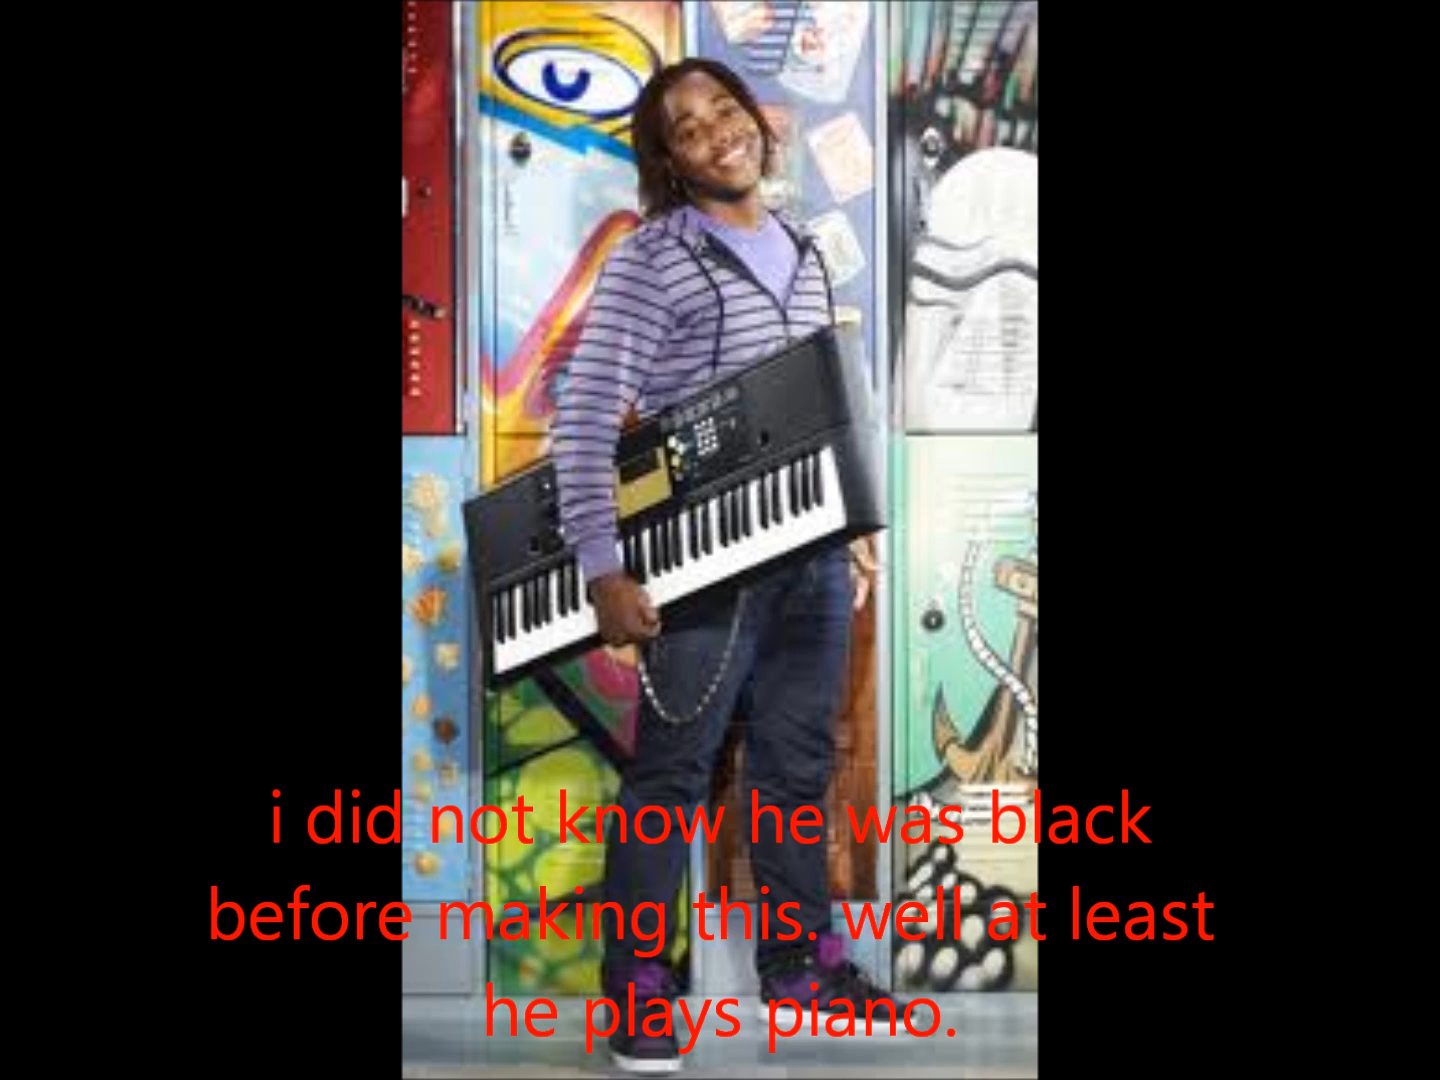 i did not know he was black
before making this. well at least
he plays piano.